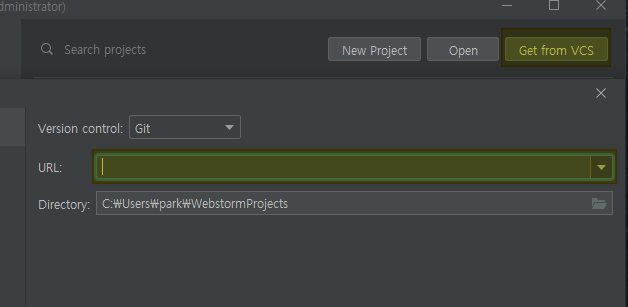 dministrator)
Search projects
New Project Open Get from VCS
Version control: Git
URL:
Directory: C:₩Users₩park₩WebstormProjects